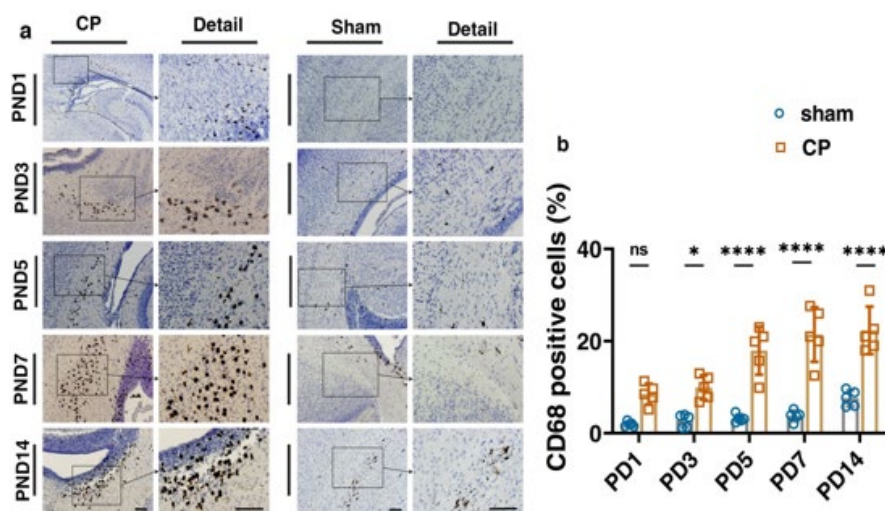 a
CP
Detail
Sham
Detail
PND1
PND3
PND5
PND7
PND14
b
sham
CP
CD68 positive cells (%)
40
20
0
ns
*
****
****
****
PD1
PD3
PD5
PD7
PD14